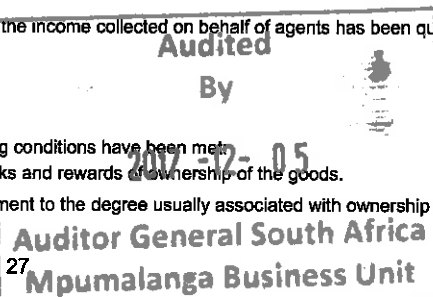 the income collected on behalf of agents has been qu
Audited
By
g conditions have been met:
2017 -12- 05
ks and rewards of ownership of the goods.
ment to the degree usually associated with ownership
Auditor General South Africa
27
Mpumalanga Business Unit